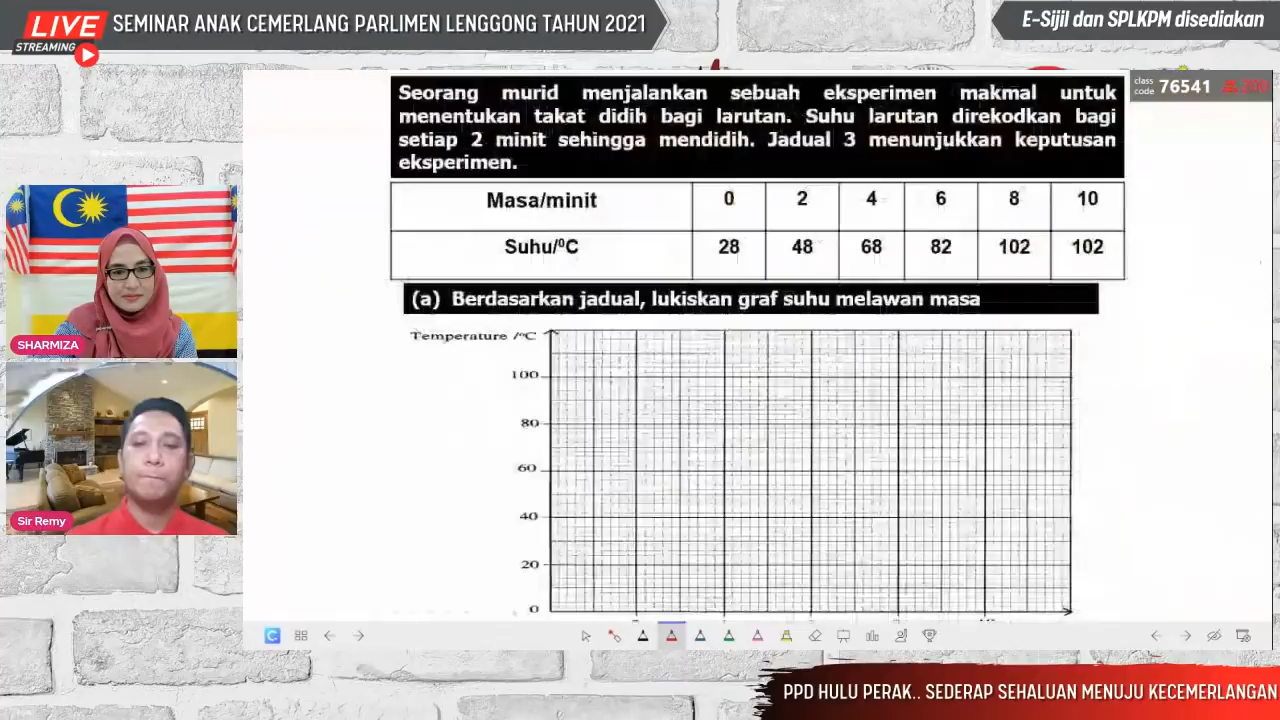 LIVE
STREAMING
SEMINAR ANAK CEMERLANG PARLIMEN LENGGONG TAHUN 2021
E-Sijil dan SPLKPM disediakan
class code 76541 200
Seorang murid menjalankan sebuah eksperimen makmal untuk
menentukan takat didih bagi larutan. Suhu larutan direkodkan bagi
setiap 2 minit sehingga mendidih. Jadual 3 menunjukkan keputusan
eksperimen.
Masa/minit 0 2 4 6 8 10
Suhu/⁰C 28 48 68 82 102 102
(a) Berdasarkan jadual, lukiskan graf suhu melawan masa
Temperature /°C
100
80
60
40
20
0
SHARMIZA
Sir Remy
PPD HULU PERAK.. SEDERAP SEHALUAN MENUJU KECEMERLANGAN